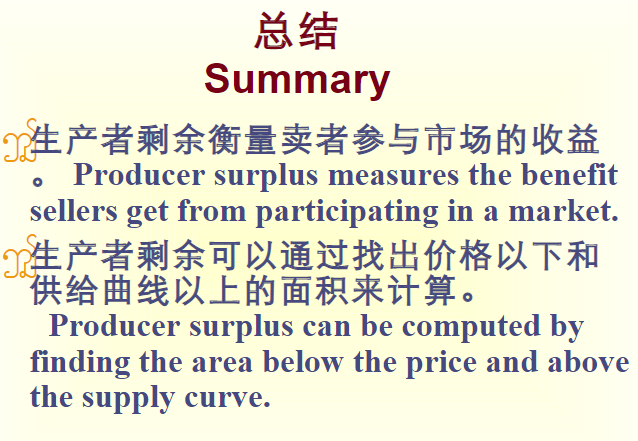 总结
Summary
生产者剩余衡量卖者参与市场的收益
。 Producer surplus measures the benefit
sellers get from participating in a market.
生产者剩余可以通过找出价格以下和
供给曲线以上的面积来计算。
Producer surplus can be computed by
finding the area below the price and above
the supply curve.